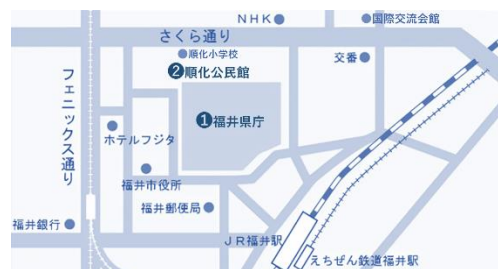 NHK
国際交流会館
さくら通り
順化小学校
❷順化公民館
交番
フェニックス通り
❶福井県庁
ホテルフジタ
福井市役所
福井郵便局
福井銀行
JR福井駅
えちぜん鉄道福井駅